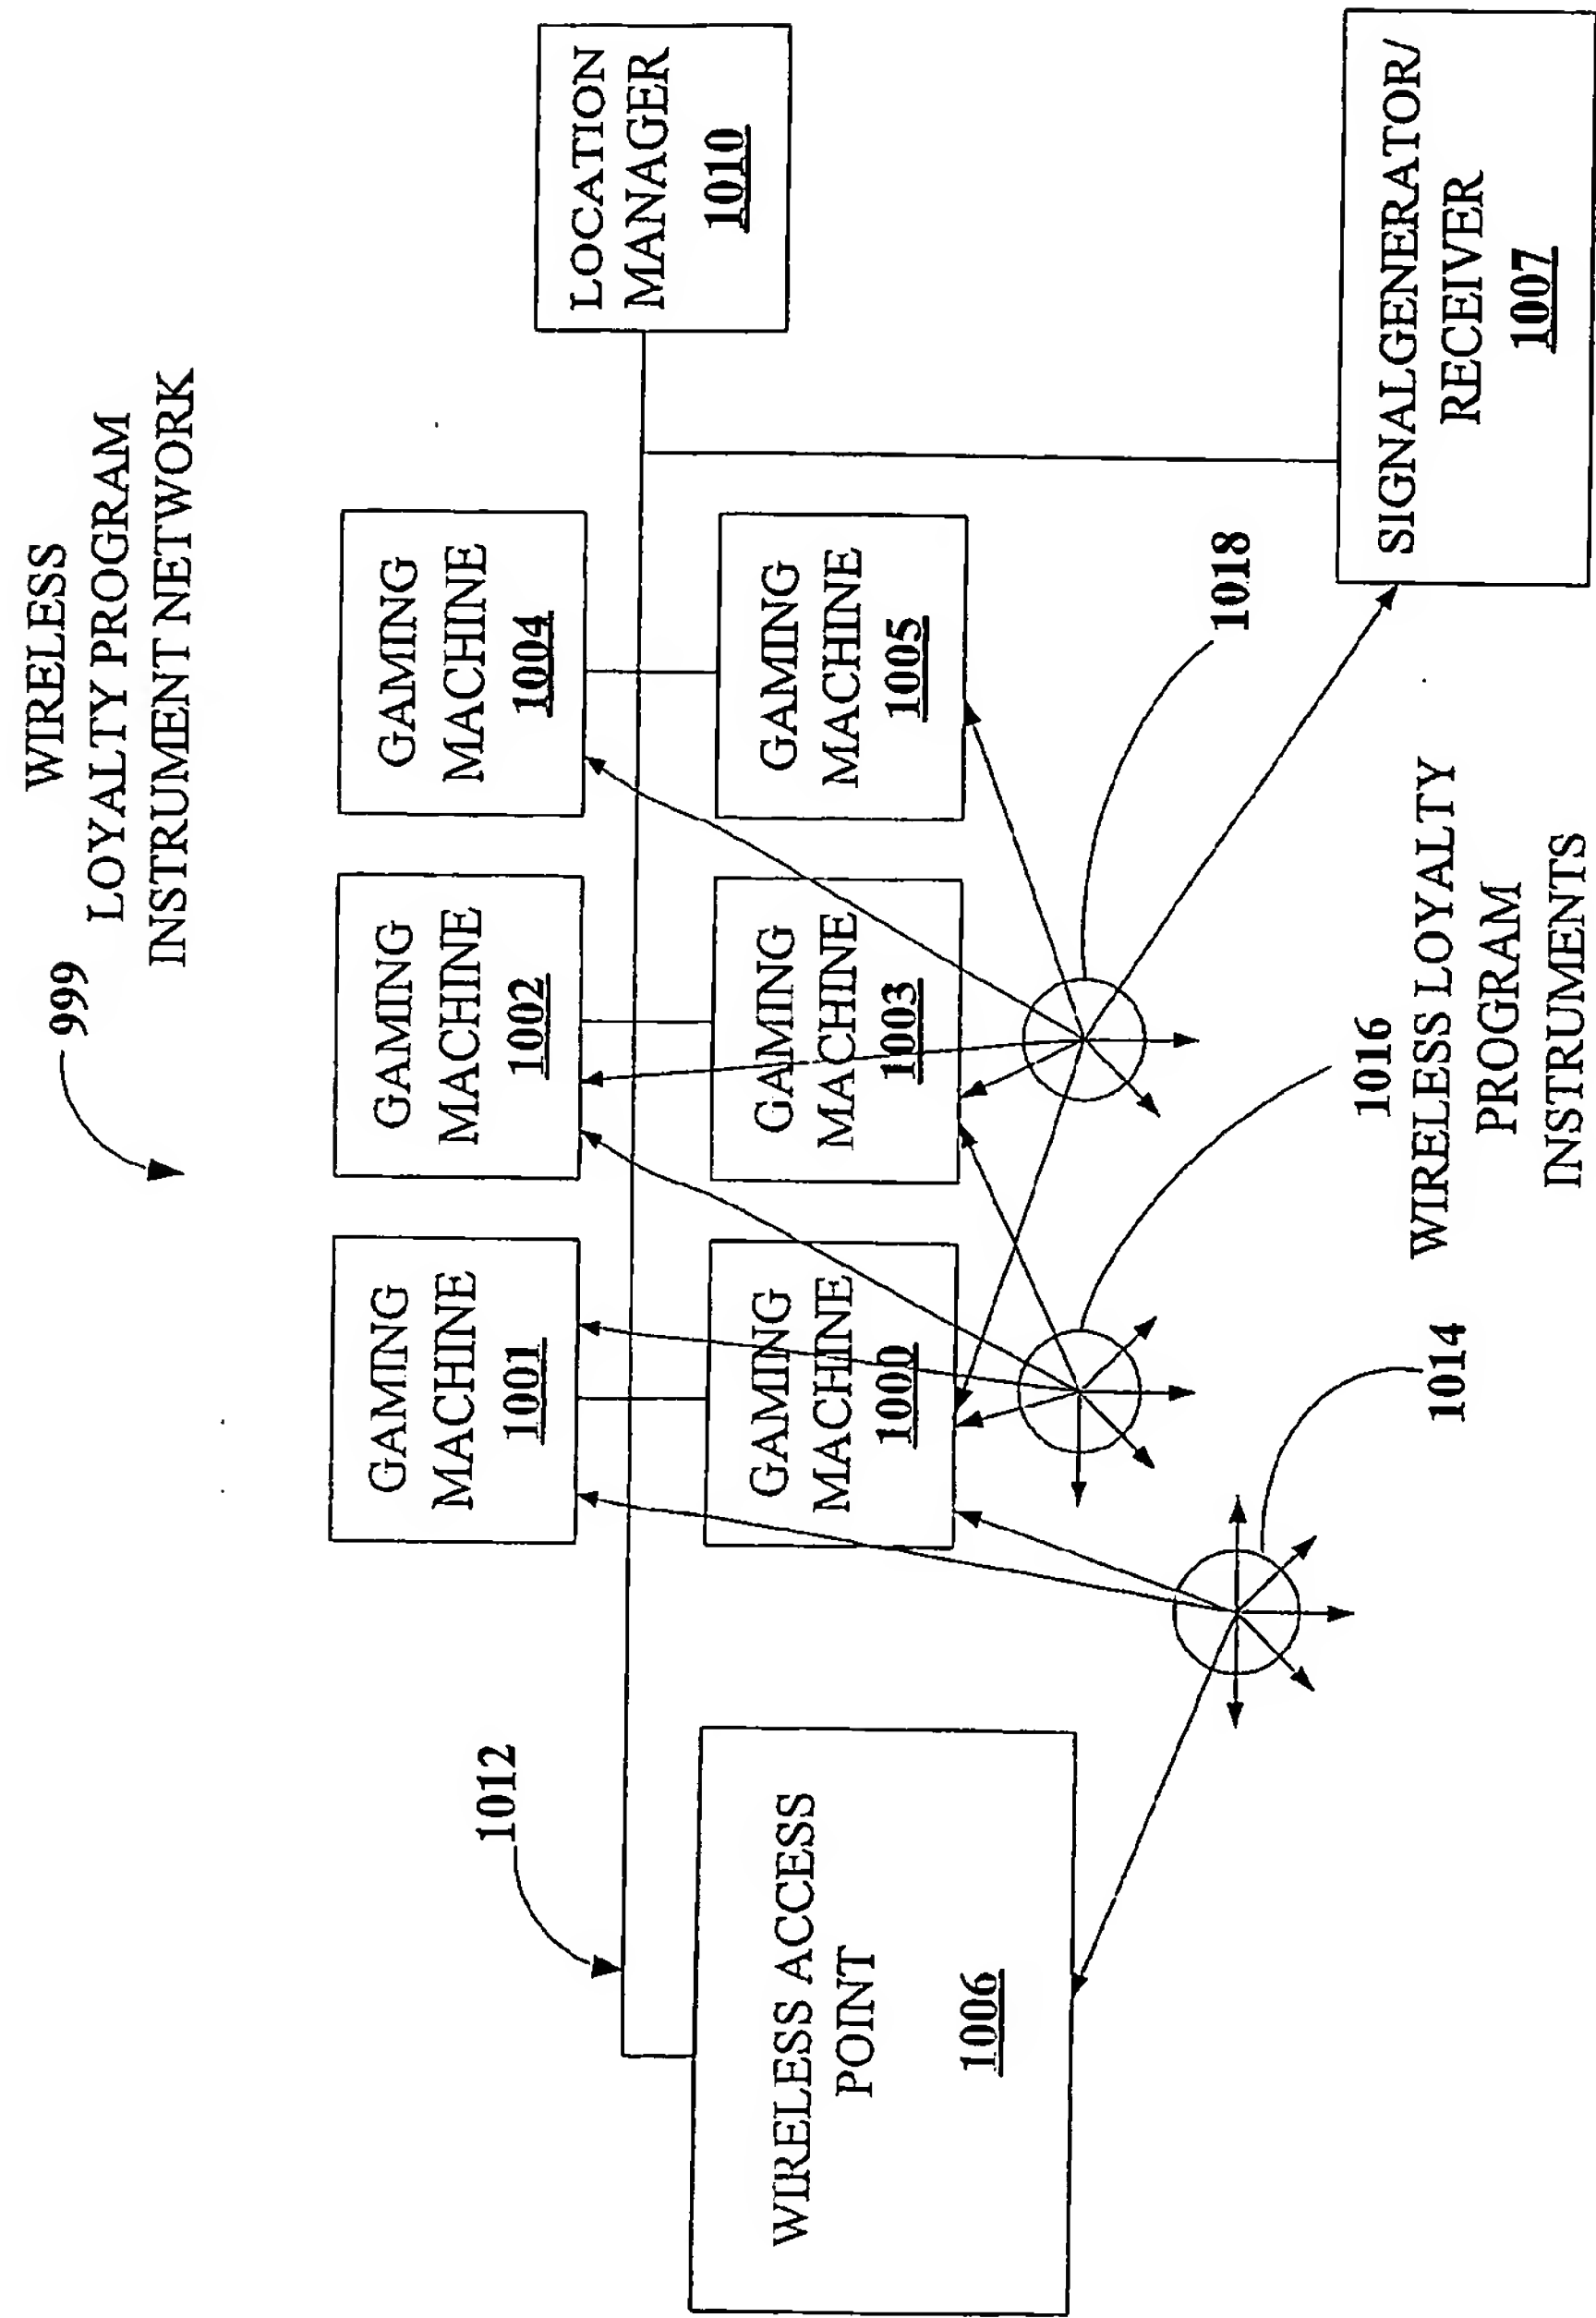 WIRELESS
LOYALTY PROGRAM
INSTRUMENT NETWORK
999
GAMING
MACHINE
1001
GAMING
MACHINE
1002
GAMING
MACHINE
1004
1012
LOCATION
MANAGER
1010
WIRELESS ACCESS
POINT
1006
GAMING
MACHINE
1000
GAMING
MACHINE
1003
GAMING
MACHINE
1005
1018
1016
1014
WIRELESS LOYALTY
PROGRAM
INSTRUMENTS
SIGNALGENERATOR/
RECEIVER
1007